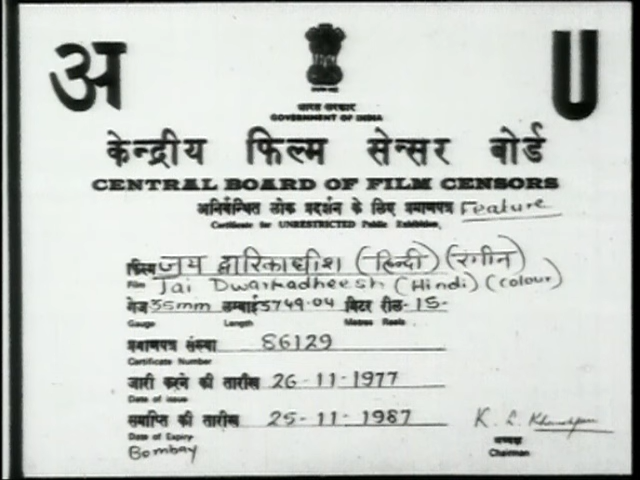 अ
U
भारत सरकार
GOVERNMENT OF INDIA
केन्द्रीय फिल्म सेन्सर बोर्ड
CENTRAL BOARD OF FILM CENSORS
अनिर्बन्धित लोक प्रदर्शन के लिए प्रमाणपत्र Feature
Certificate for UNRESTRICTED Public Exhibition
फिल्म जय द्वारिकाधीश (हिन्दी) (रंगीन)
Film Jai Dwarkadheesh (Hindi) (colour)
गेज 35mm लम्बाई 5749.04 मिटर रील -15-
Gauge Length Metres Reels
प्रमाणपत्र संख्या 86129
Certificate Number
जारी करने की तारीख 26-11-1977
Date of Issue
समाप्ति की तारीख 25-11-1987 K. L.
Date of Expiry
Bombay
अध्यक्ष
Chairman